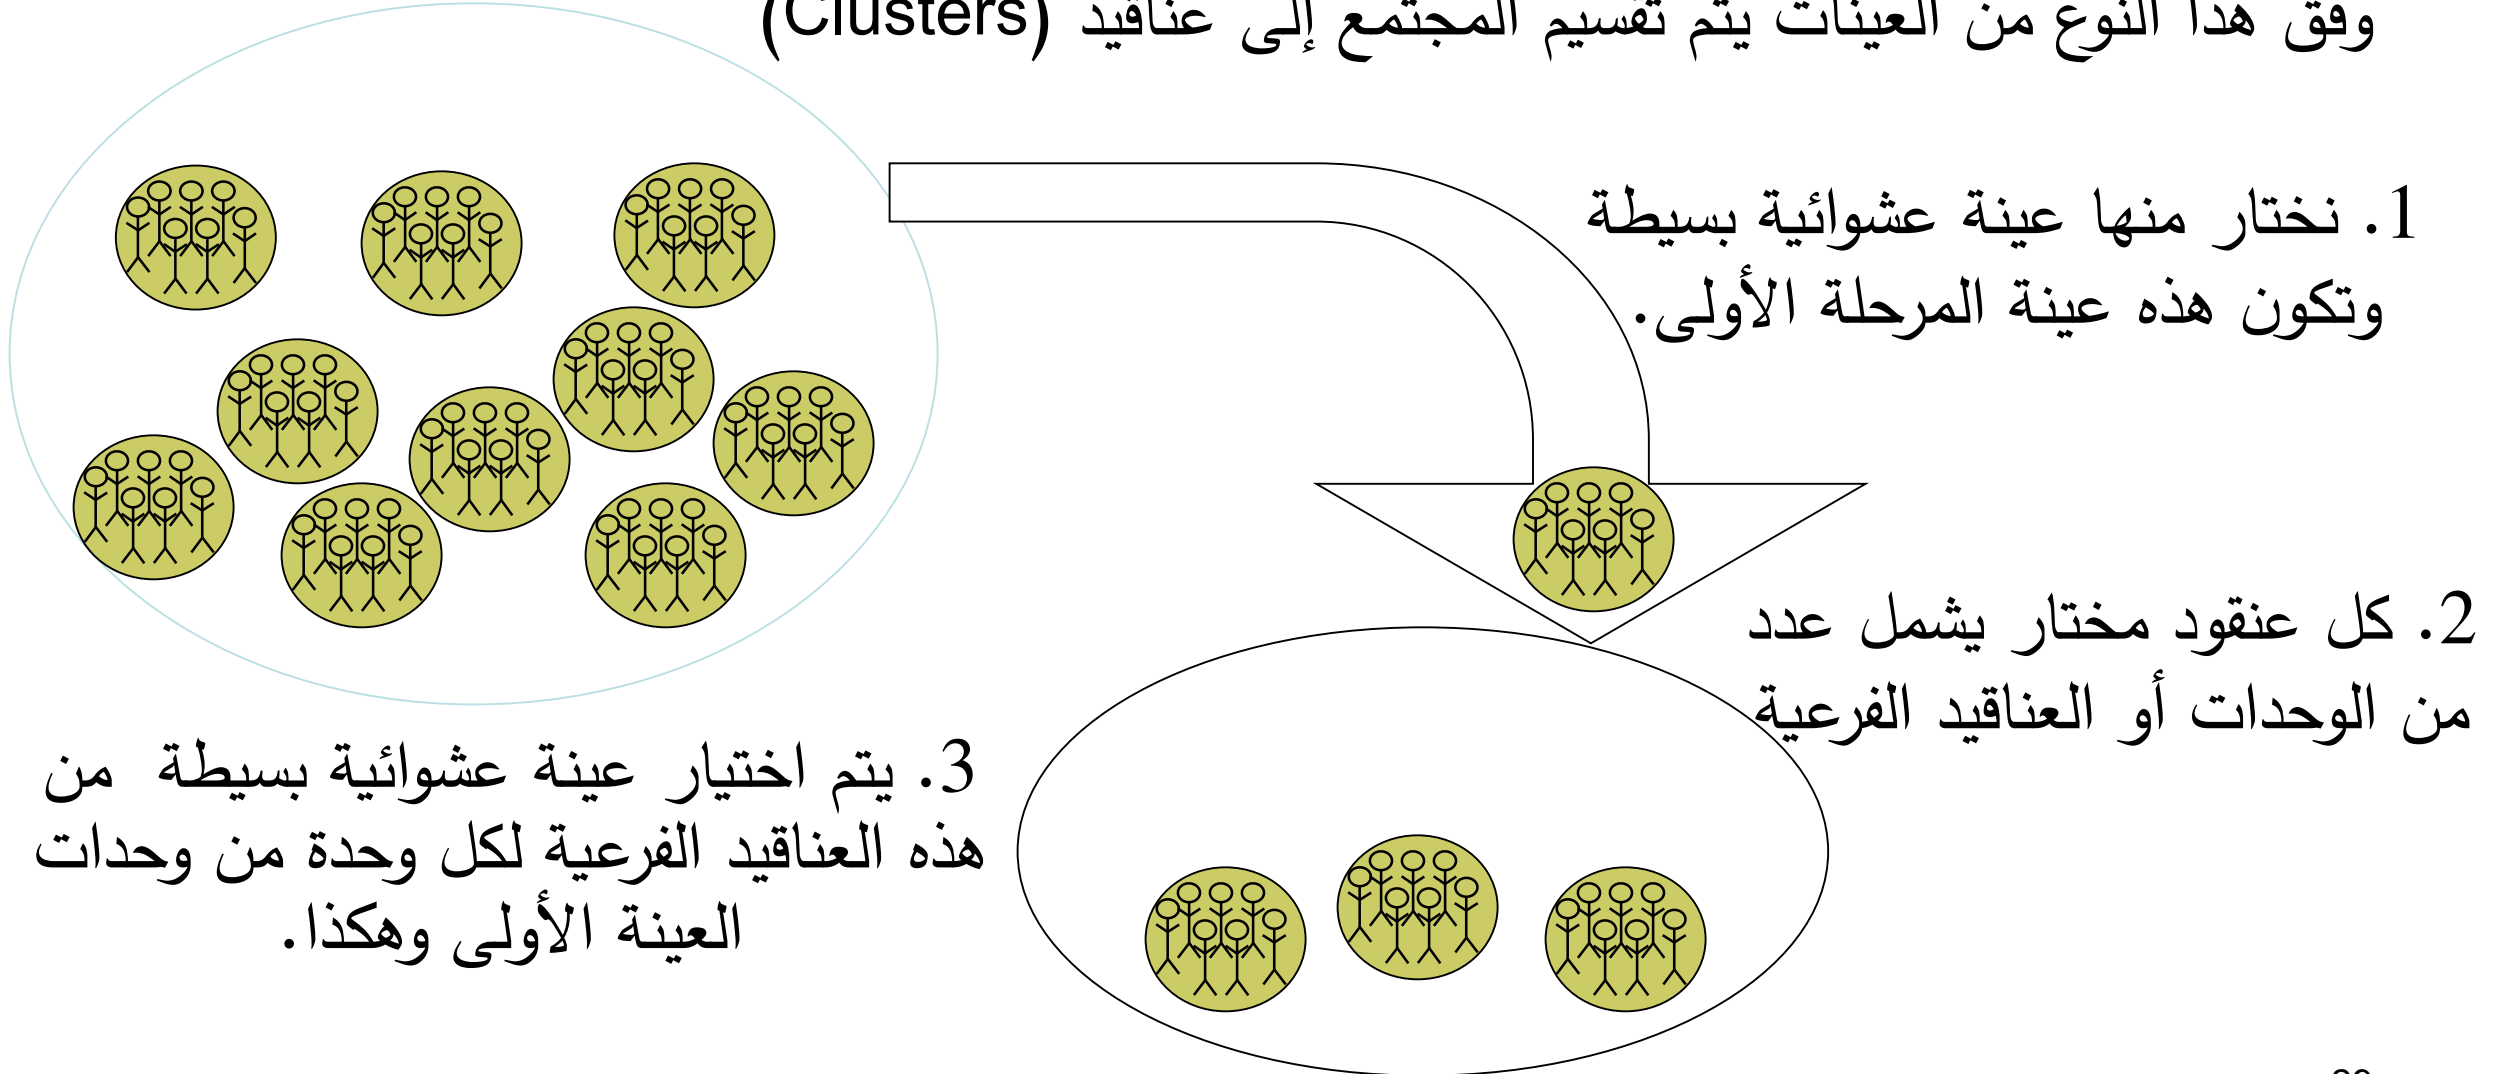 وفي هذا النوع من العينات يتم تقسيم المجتمع إلى عناقيد (Clusters)
1. نختار منه عينة عشوائية بسيطة
وتكون هذه عينة المرحلة الأولى.
2. كل عنقود مختار يشمل عدد
من الوحدات أو العناقيد الفرعية
3. يتم اختيار عينة عشوائية بسيطة من
هذه العناقيد الفرعية لكل وحدة من وحدات
العينة الأولى وهكذا.